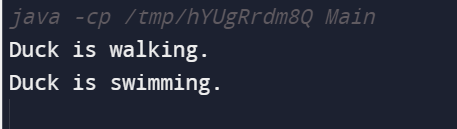 java -cp /tmp/hYUgRrdm8Q Main
Duck is walking.
Duck is swimming.